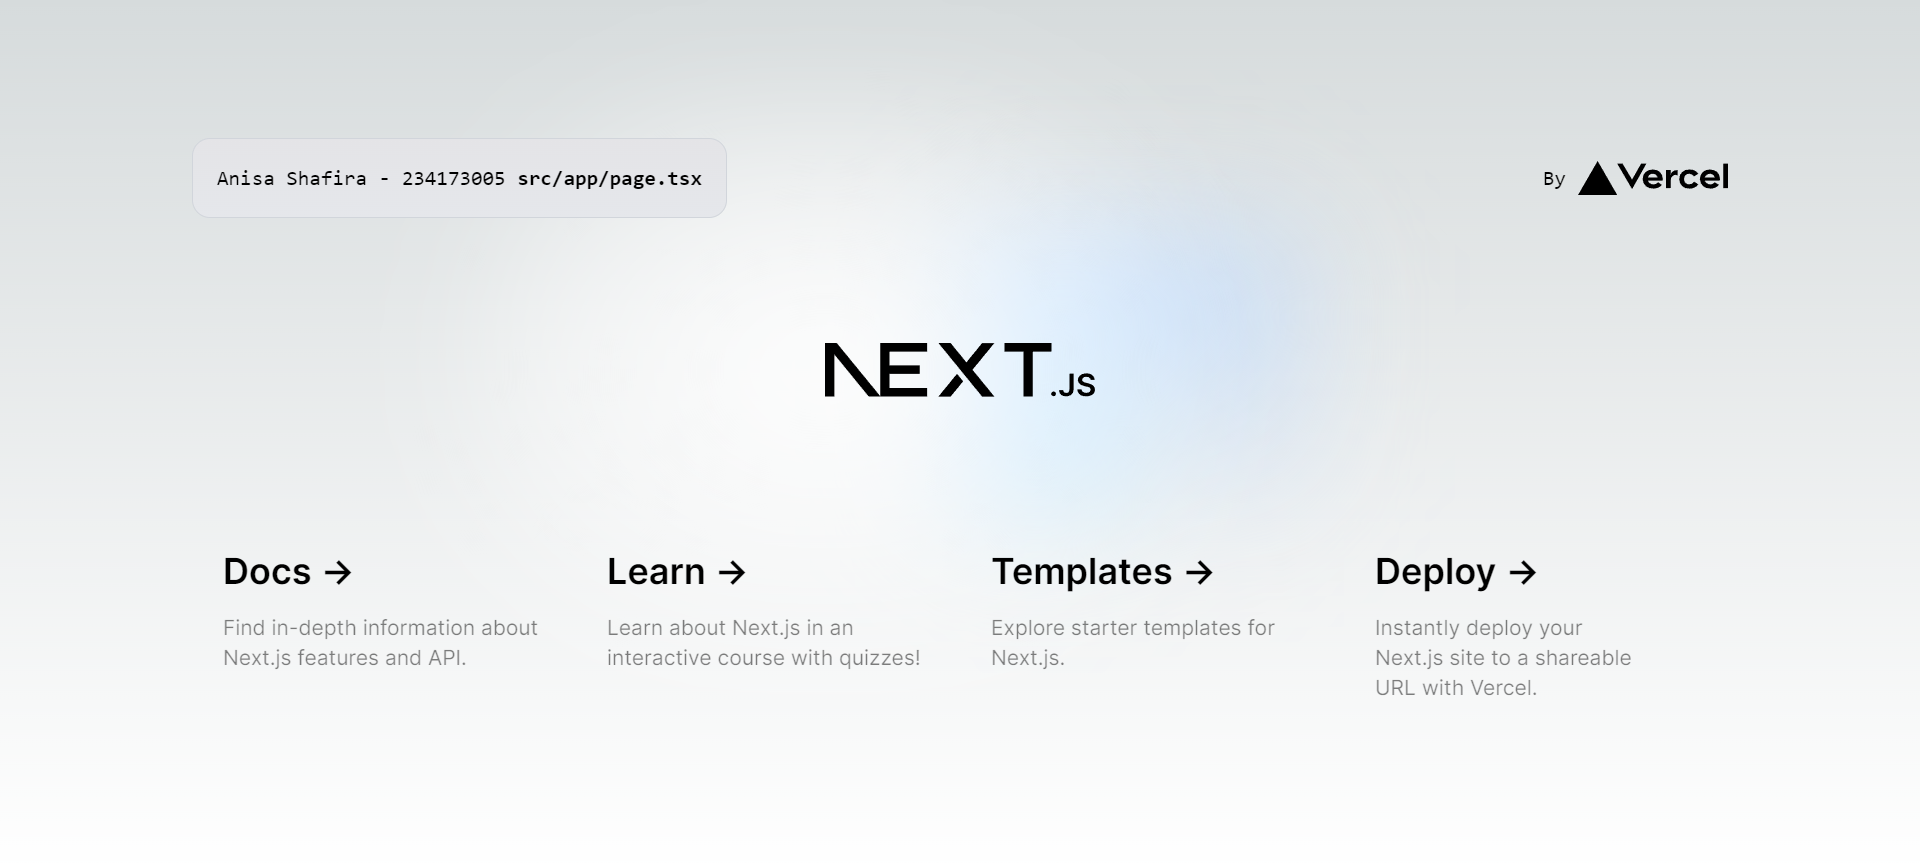 Anisa Shafira - 234173005 src/app/page.tsx
By Vercel
NEXT.JS
Docs →
Find in-depth information about
Next.js features and API.
Learn →
Learn about Next.js in an
interactive course with quizzes!
Templates →
Explore starter templates for
Next.js.
Deploy →
Instantly deploy your
Next.js site to a shareable
URL with Vercel.